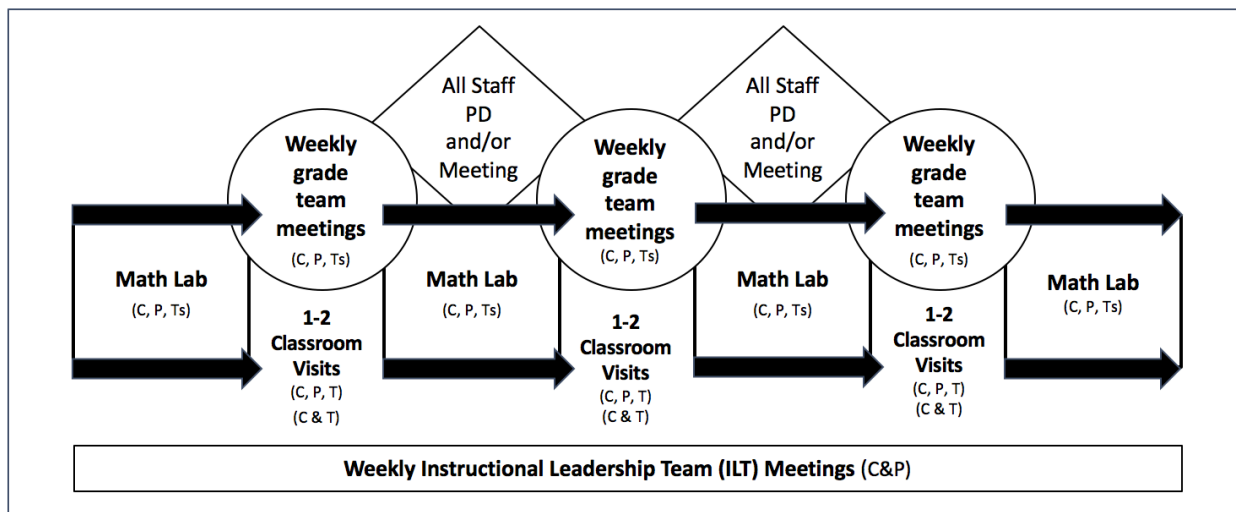 All Staff
PD
and/or
Meeting
All Staff
PD
and/or
Meeting
Weekly
grade
team
meetings
(C, P, Ts)
Weekly
grade
team
meetings
(C, P, Ts)
Weekly
grade
team
meetings
(C, P, Ts)
Math Lab
(C, P, Ts)
Math Lab
(C, P, Ts)
Math Lab
(C, P, Ts)
Math Lab
(C, P, Ts)
1-2
Classroom
Visits
(C, P, T)
(C & T)
1-2
Classroom
Visits
(C, P, T)
(C & T)
1-2
Classroom
Visits
(C, P, T)
(C & T)
Weekly Instructional Leadership Team (ILT) Meetings (C&P)